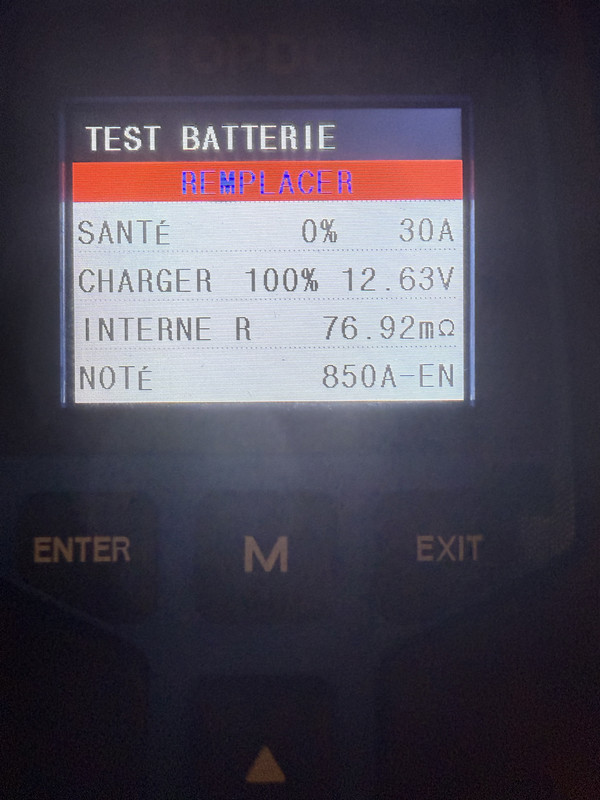 TEST BATTERIE
REMPLACER
SANTÉ 0% 30A
CHARGER 100% 12.63V
INTERNE R 76.92mΩ
NOTÉ 850A-EN
ENTER M EXIT